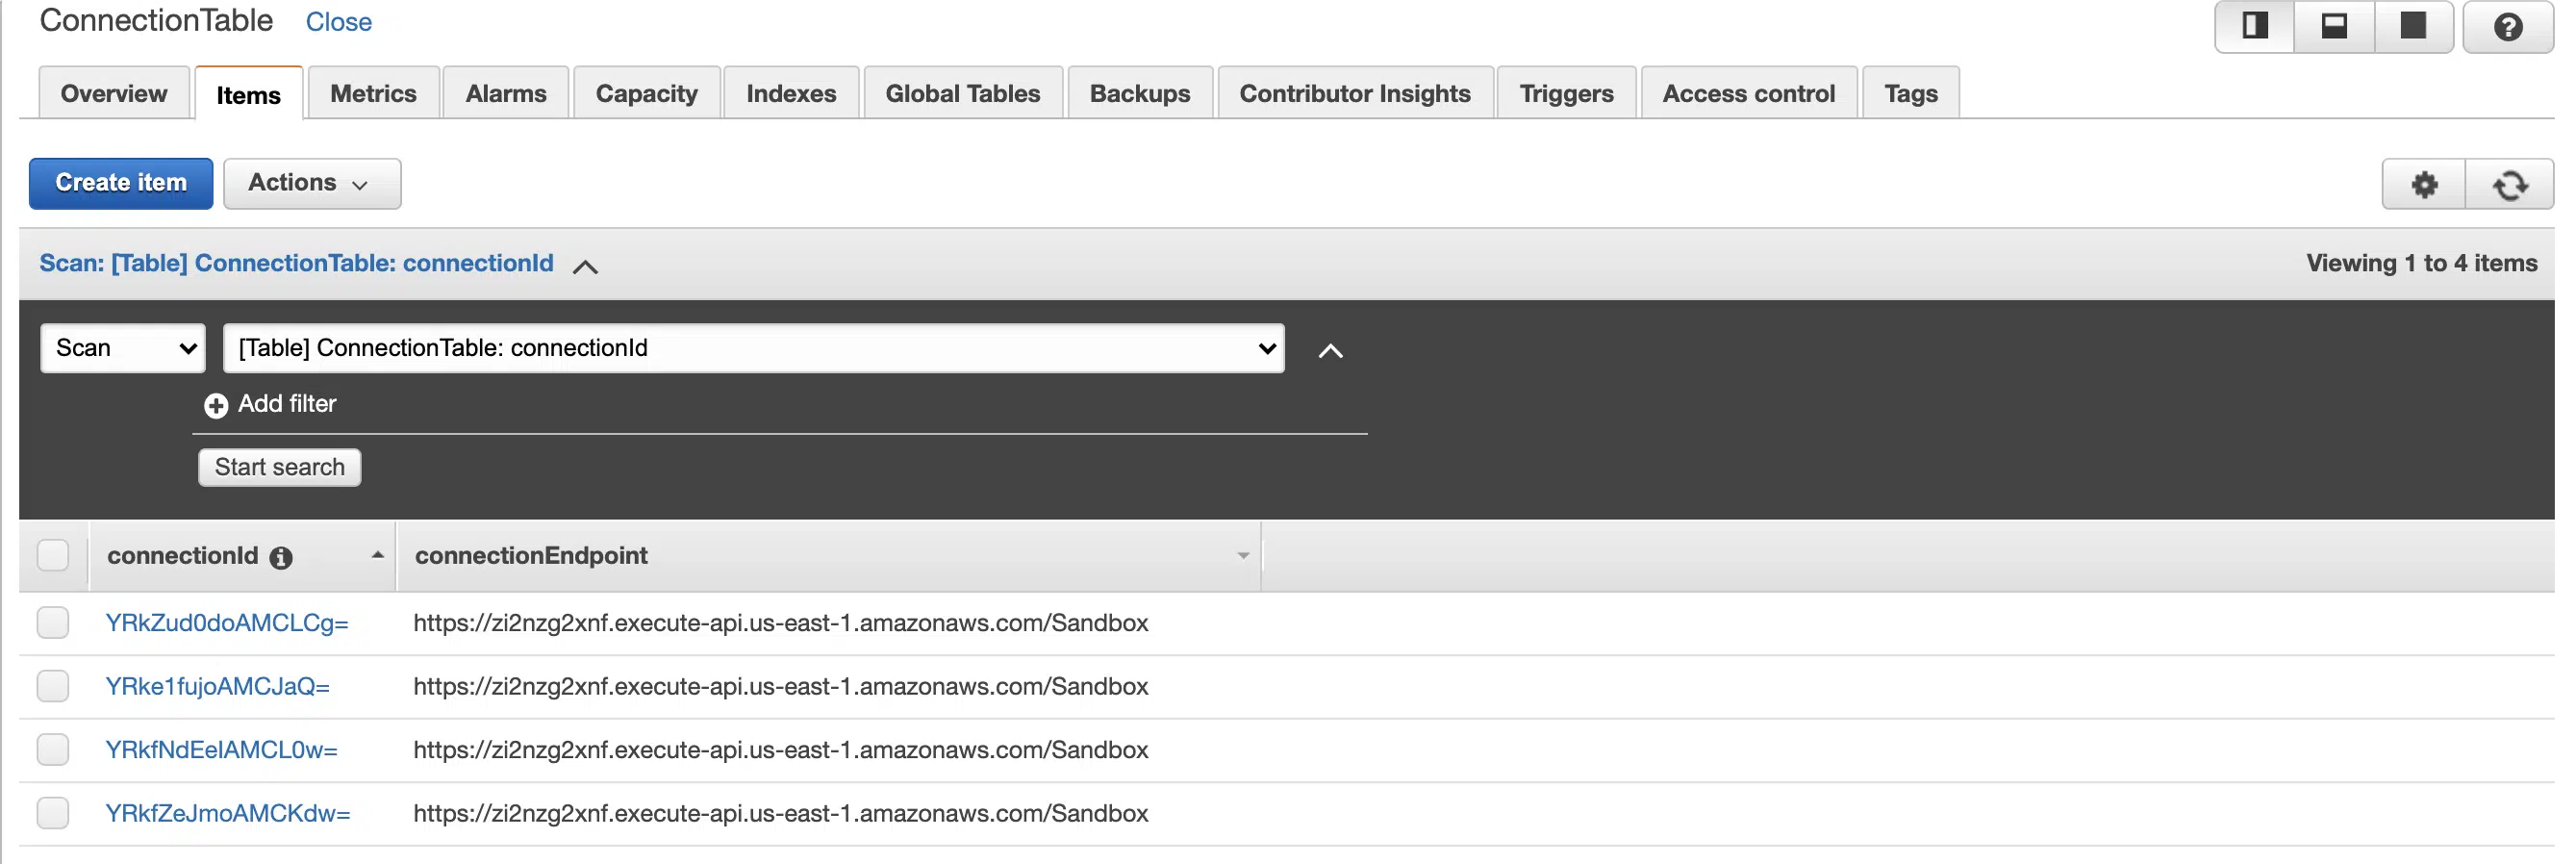 ConnectionTable Close
Overview Items Metrics Alarms Capacity Indexes Global Tables Backups Contributor Insights Triggers Access control Tags
Create item Actions
Scan: [Table] ConnectionTable: connectionId Viewing 1 to 4 items
Scan [Table] ConnectionTable: connectionId
Add filter
Start search
connectionId connectionEndpoint
YRkZud0doAMCLCg= https://zi2nzg2xnf.execute-api.us-east-1.amazonaws.com/Sandbox
YRke1fujoAMCJaQ= https://zi2nzg2xnf.execute-api.us-east-1.amazonaws.com/Sandbox
YRkfNdEeIAMCL0w= https://zi2nzg2xnf.execute-api.us-east-1.amazonaws.com/Sandbox
YRkfZeJmoAMCKdw= https://zi2nzg2xnf.execute-api.us-east-1.amazonaws.com/Sandbox